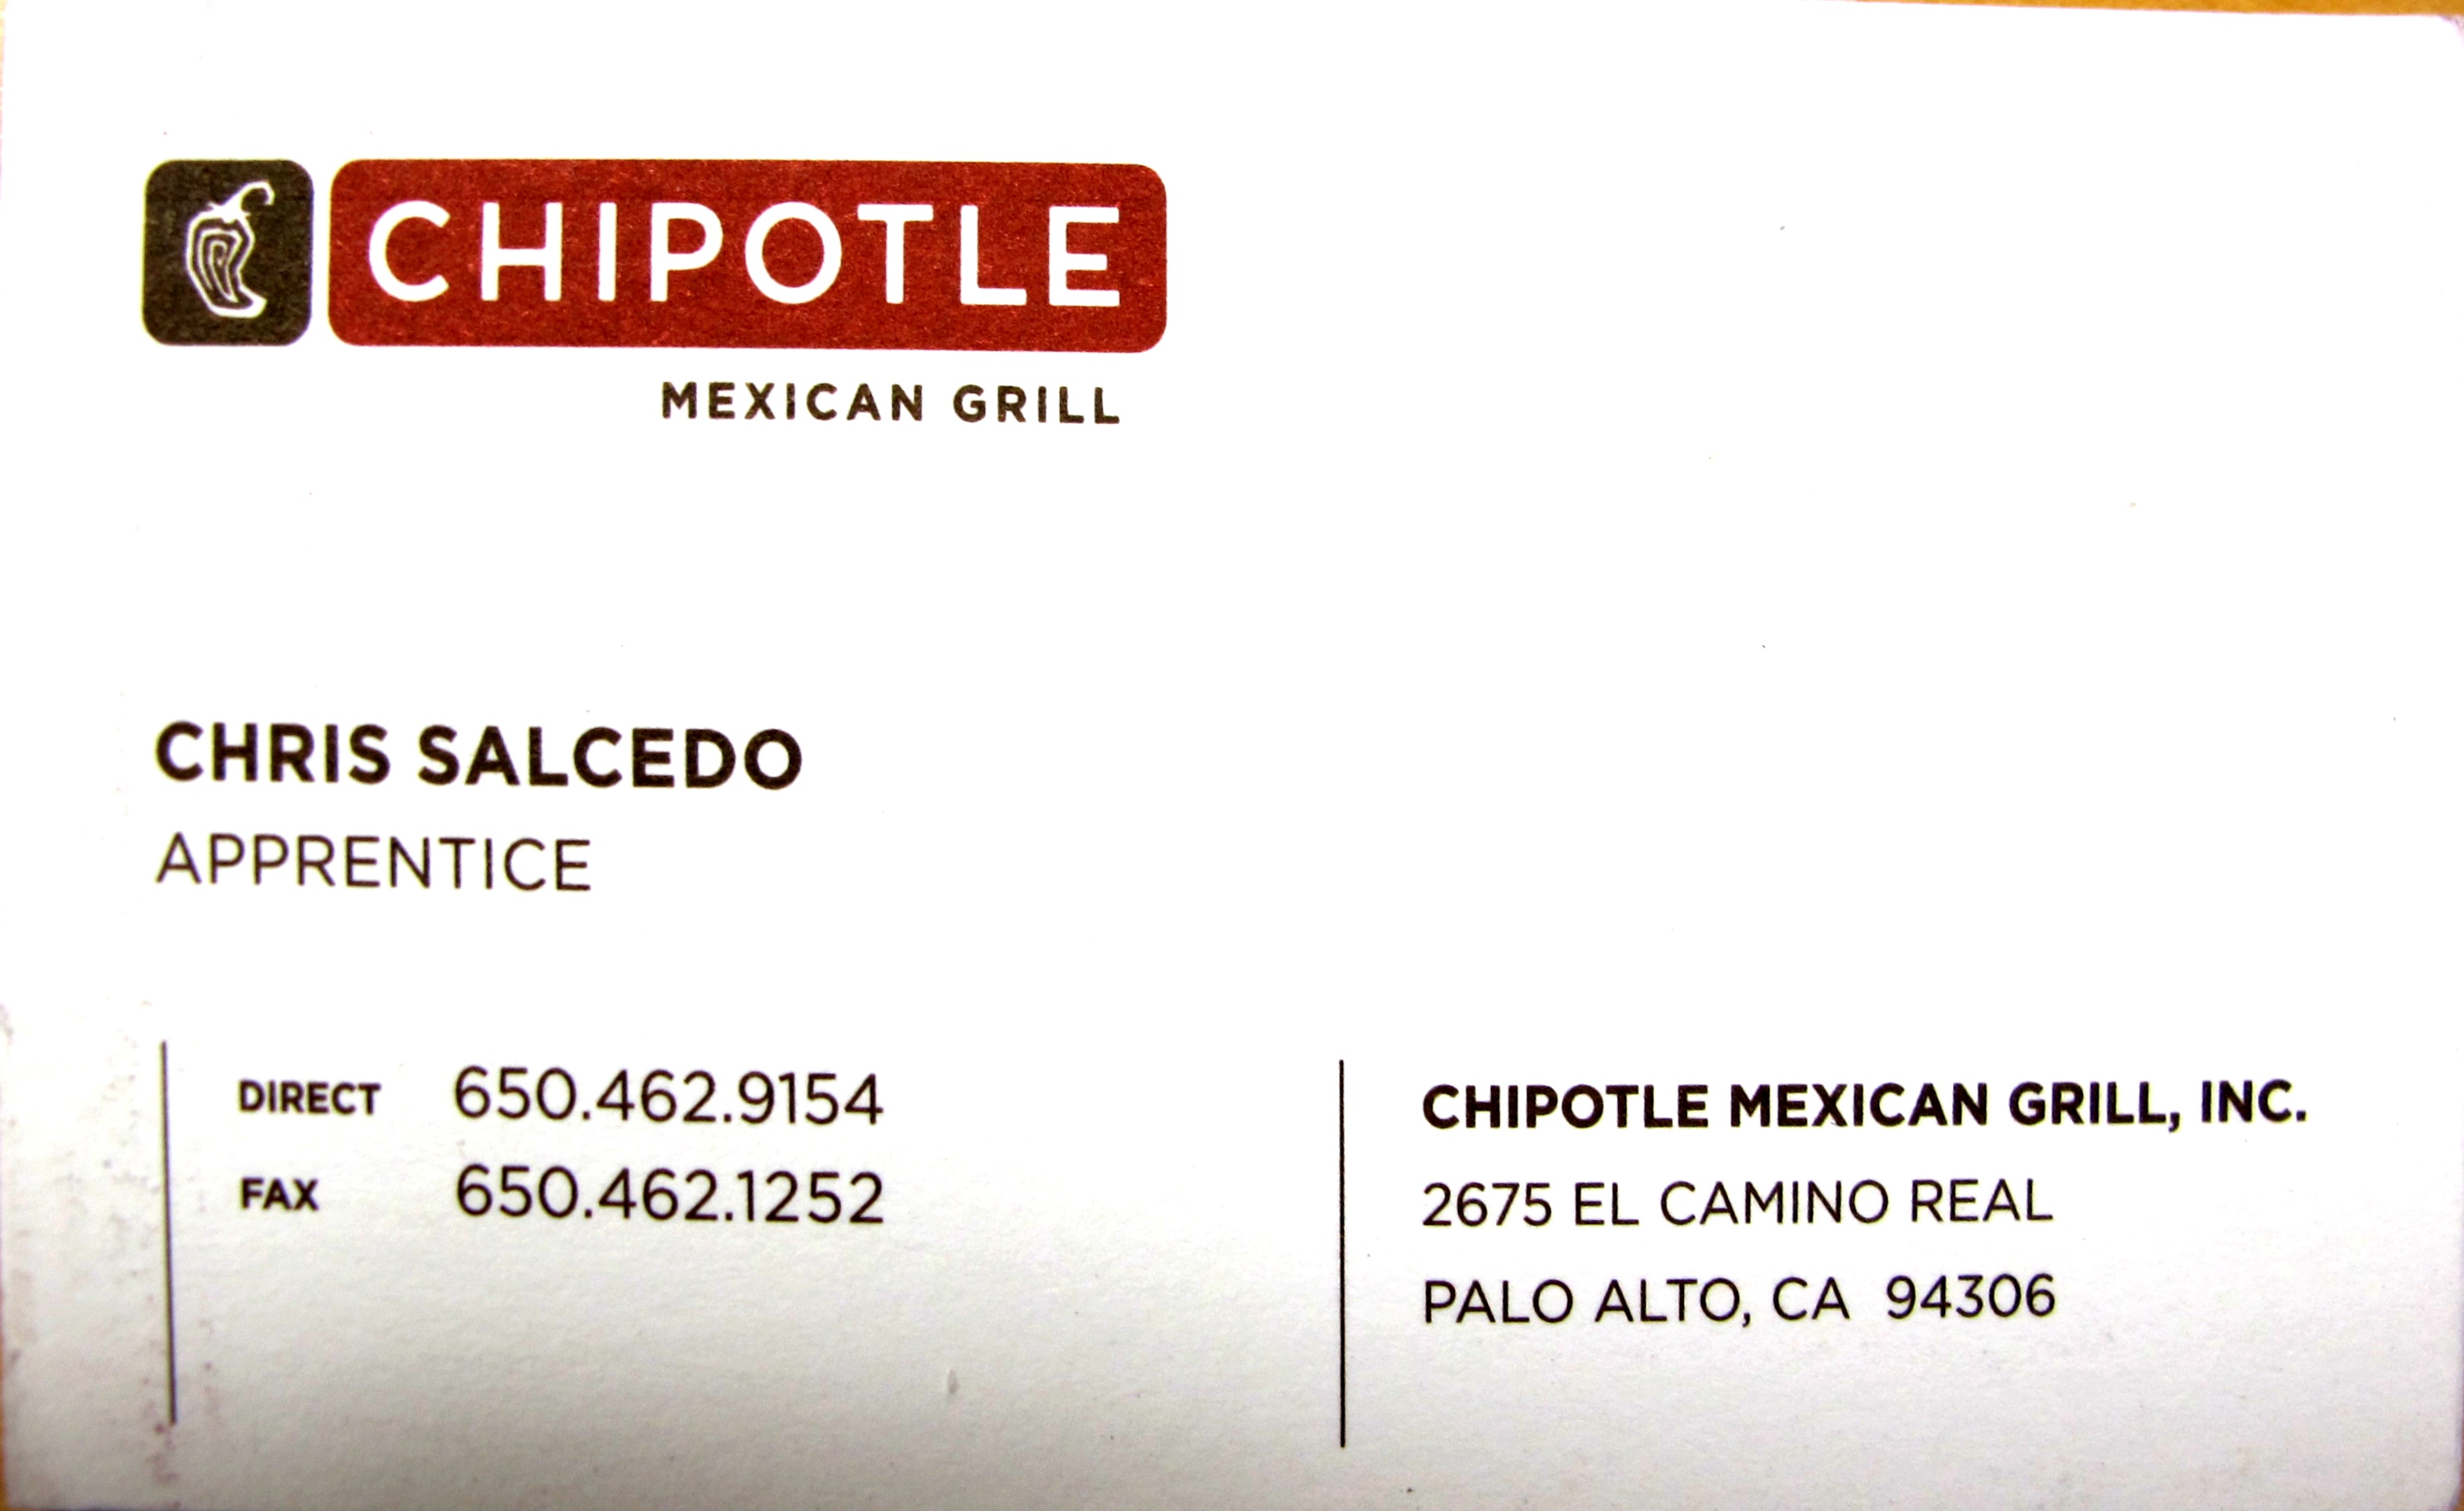 CHIPOTLE
MEXICAN GRILL
CHRIS SALCEDO
APPRENTICE
DIRECT 650.462.9154
FAX 650.462.1252
CHIPOTLE MEXICAN GRILL, INC.
2675 EL CAMINO REAL
PALO ALTO, CA 94306